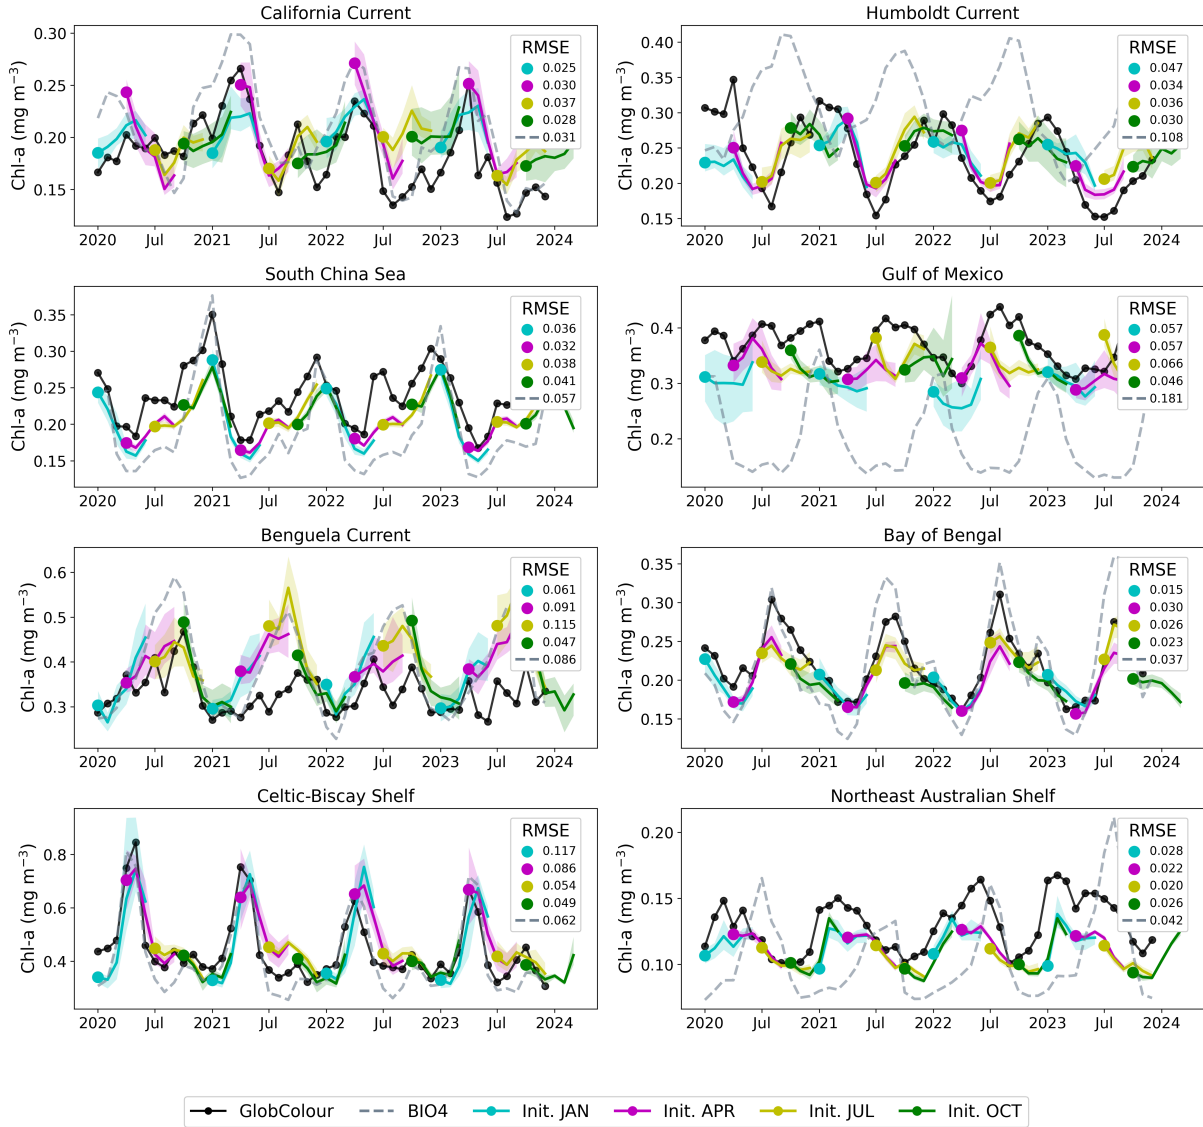 California Current
Chl-a (mg m⁻³)
0.30
0.25
0.20
0.15
2020
Jul
2021
Jul
2022
Jul
2023
Jul
2024
RMSE
0.025
0.030
0.037
0.028
0.031
Humboldt Current
Chl-a (mg m⁻³)
0.40
0.35
0.30
0.25
0.20
0.15
2020
Jul
2021
Jul
2022
Jul
2023
Jul
2024
RMSE
0.047
0.034
0.036
0.030
0.108
South China Sea
Chl-a (mg m⁻³)
0.35
0.30
0.25
0.20
0.15
2020
Jul
2021
Jul
2022
Jul
2023
Jul
2024
RMSE
0.036
0.032
0.038
0.041
0.057
Gulf of Mexico
Chl-a (mg m⁻³)
0.4
0.3
0.2
2020
Jul
2021
Jul
2022
Jul
2023
Jul
2024
RMSE
0.057
0.057
0.066
0.046
0.181
Benguela Current
Chl-a (mg m⁻³)
0.6
0.5
0.4
0.3
2020
Jul
2021
Jul
2022
Jul
2023
Jul
2024
RMSE
0.061
0.091
0.115
0.047
0.086
Bay of Bengal
Chl-a (mg m⁻³)
0.35
0.30
0.25
0.20
0.15
2020
Jul
2021
Jul
2022
Jul
2023
Jul
2024
RMSE
0.015
0.030
0.026
0.023
0.037
Celtic-Biscay Shelf
Chl-a (mg m⁻³)
0.8
0.6
0.4
2020
Jul
2021
Jul
2022
Jul
2023
Jul
2024
RMSE
0.117
0.086
0.054
0.049
0.062
Northeast Australian Shelf
Chl-a (mg m⁻³)
0.20
0.15
0.10
2020
Jul
2021
Jul
2022
Jul
2023
Jul
2024
RMSE
0.028
0.022
0.020
0.026
0.042
GlobColour BIO4 Init. JAN Init. APR Init. JUL Init. OCT